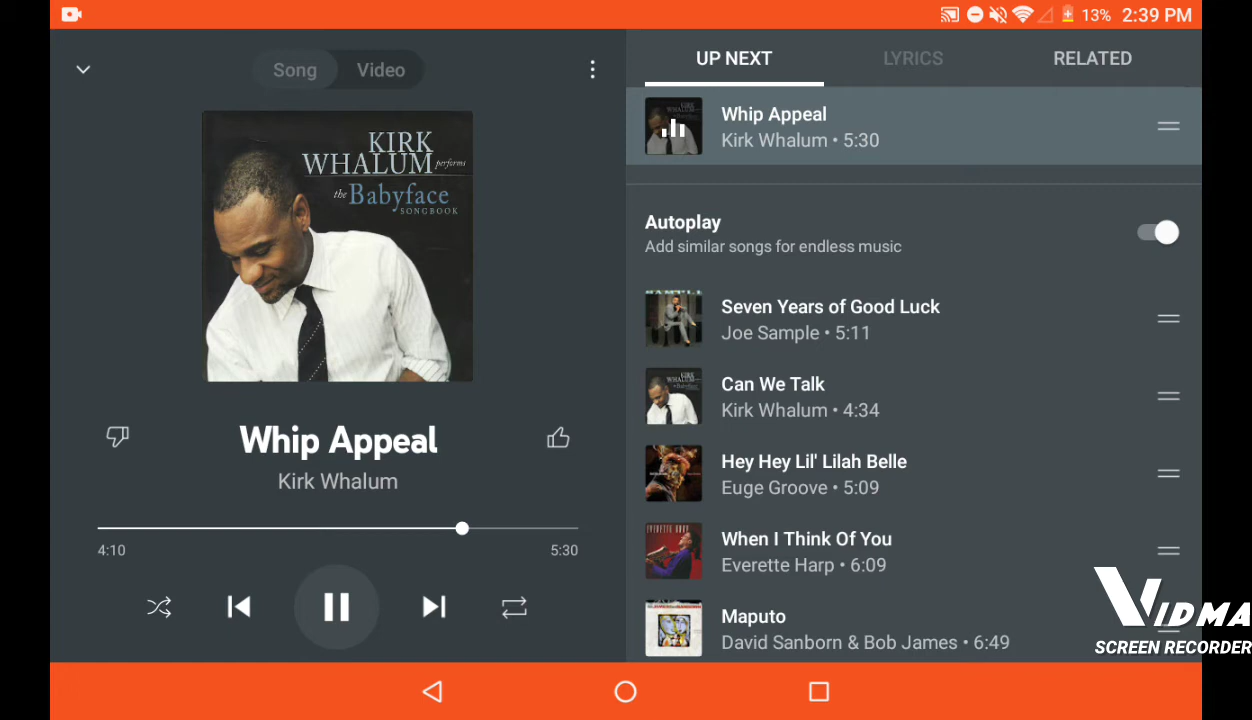 13% 2:39 PM
Song Video
KIRK
WHALUM performs
the Babyface
SONGBOOK
Whip Appeal
Kirk Whalum
4:10 5:30
UP NEXT LYRICS RELATED
Whip Appeal
Kirk Whalum • 5:30
Autoplay
Add similar songs for endless music
Seven Years of Good Luck
Joe Sample • 5:11
Can We Talk
Kirk Whalum • 4:34
Hey Hey Lil' Lilah Belle
Euge Groove • 5:09
When I Think Of You
Everette Harp • 6:09
Maputo
David Sanborn & Bob James • 6:49
VIDMA
SCREEN RECORDER